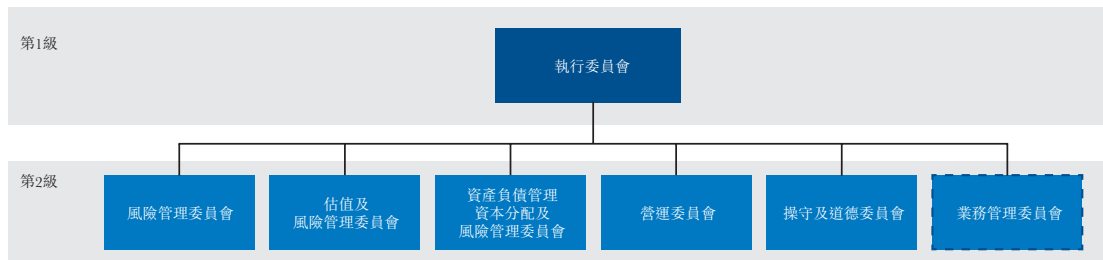 第1級
執行委員會
第2級
風險管理委員會
估值及
風險管理委員會
資產負債管理
資本分配及
風險管理委員會
營運委員會
操守及道德委員會
業務管理委員會